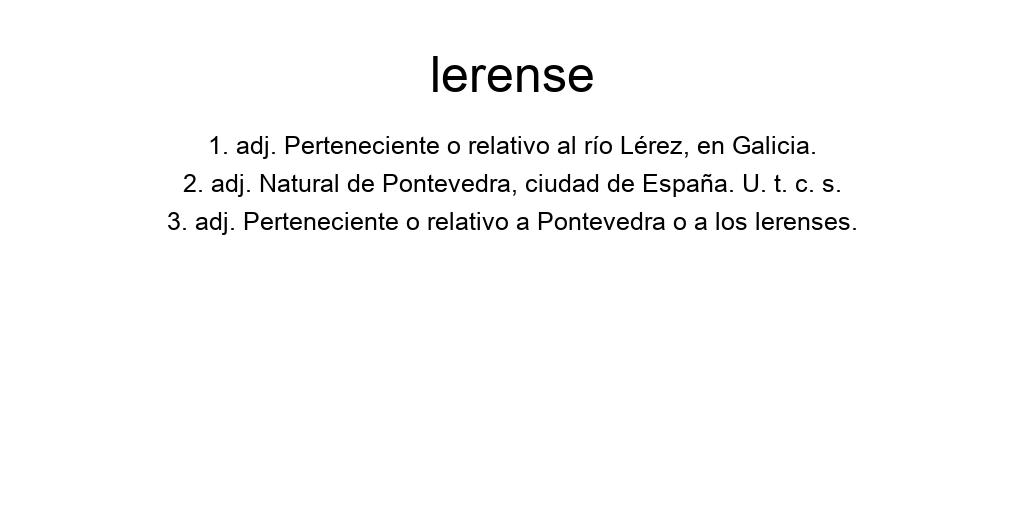 lerense
1. adj. Perteneciente o relativo al río Lérez, en Galicia.
2. adj. Natural de Pontevedra, ciudad de España. U. t. c. s.
3. adj. Perteneciente o relativo a Pontevedra o a los lerenses.